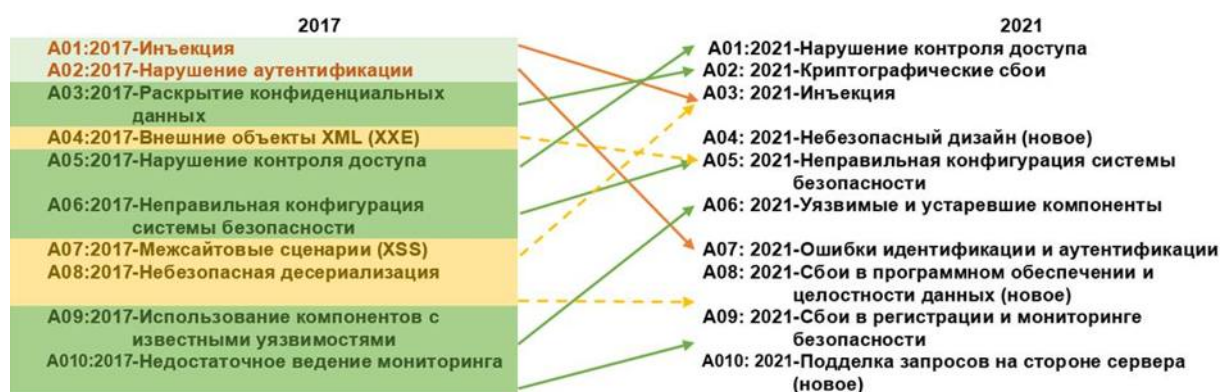 2017
A01:2017-Инъекция
A02:2017-Нарушение аутентификации
A03:2017-Раскрытие конфиденциальных
данных
A04:2017-Внешние объекты XML (XXE)
A05:2017-Нарушение контроля доступа
A06:2017-Неправильная конфигурация
системы безопасности
A07:2017-Межсайтовые сценарии (XSS)
A08:2017-Небезопасная десериализация
A09:2017-Использование компонентов с
известными уязвимостями
A010:2017-Недостаточное ведение мониторинга
2021
A01:2021-Нарушение контроля доступа
A02: 2021-Криптографические сбои
A03: 2021-Инъекция
A04: 2021-Небезопасный дизайн (новое)
A05: 2021-Неправильная конфигурация системы
безопасности
A06: 2021-Уязвимые и устаревшие компоненты
A07: 2021-Ошибки идентификации и аутентификации
A08: 2021-Сбои в программном обеспечении и
целостности данных (новое)
A09: 2021-Сбои в регистрации и мониторинге
безопасности
A010: 2021-Подделка запросов на стороне сервера
(новое)